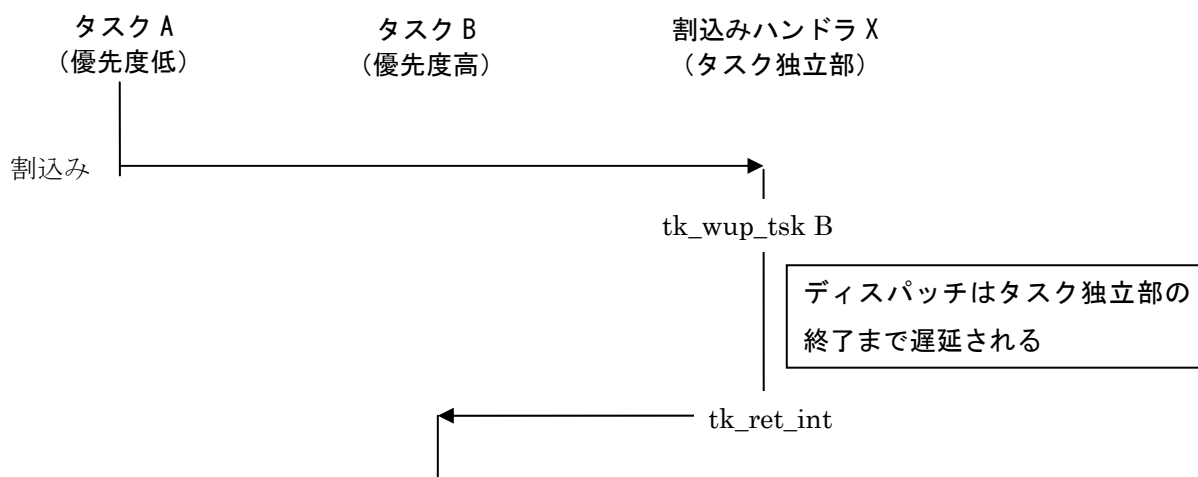 タスク A
（優先度低）
タスク B
（優先度高）
割込みハンドラ X
（タスク独立部）
割込み
tk_wup_tsk B
ディスパッチはタスク独立部の
終了まで遅延される
tk_ret_int